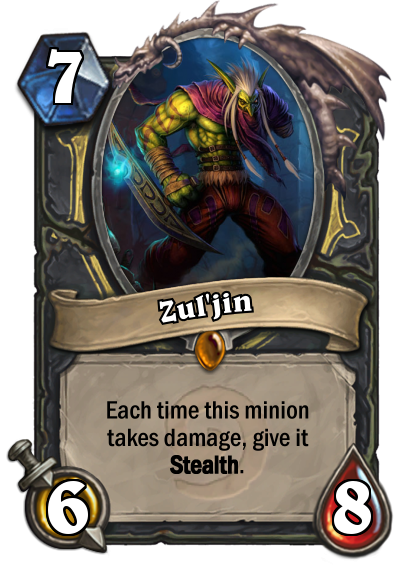 7
Zul'jin
Each time this minion
takes damage, give it
Stealth.
6
8